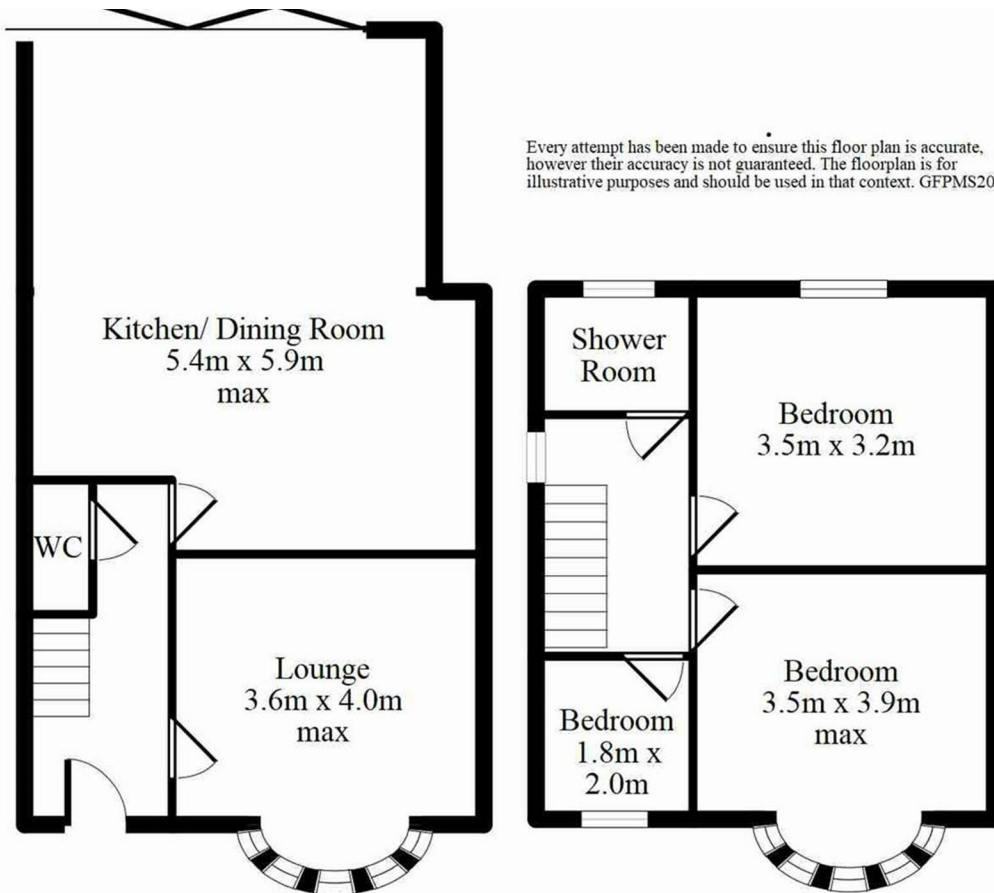 Every attempt has been made to ensure this floor plan is accurate,
however their accuracy is not guaranteed. The floorplan is for
illustrative purposes and should be used in that context. GFPMS20
Kitchen/ Dining Room
5.4m x 5.9m
max
WC
Lounge
3.6m x 4.0m
max
Shower
Room
Bedroom
3.5m x 3.2m
Bedroom
3.5m x 3.9m
max
Bedroom
1.8m x
2.0m